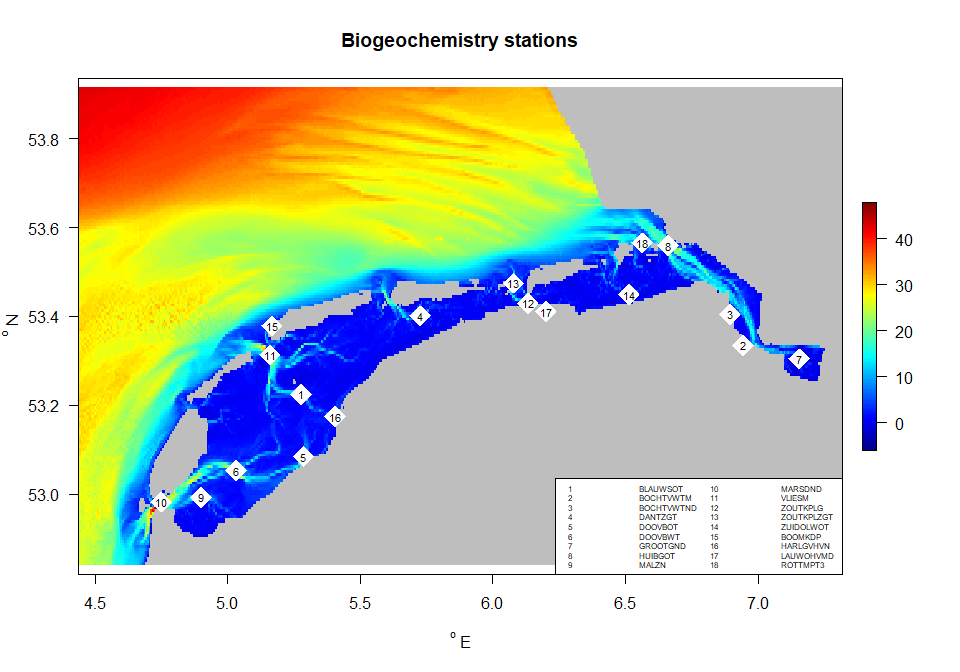 Biogeochemistry stations
53.8
53.6
53.4
53.2
53.0
° N
4.5 5.0 5.5 6.0 6.5 7.0
° E
40
30
20
10
0
18
8
13
12
17
14
4
3
2
7
15
11
1
16
5
6
9
10
1 BLAUWSOT 10 MARSDND
2 BOCHTVWTM 11 VLIESM
3 BOCHTVWTND 12 ZOUTKPLG
4 DANTZGT 13 ZOUTKPLZGT
5 DOOVBOT 14 ZUIDOLWOT
6 DOOVBWT 15 BOOMKDP
7 GROOTGND 16 HARLGVHVN
8 HUIBGOT 17 LAUWOHVMD
9 MALZN 18 ROTTMPT3